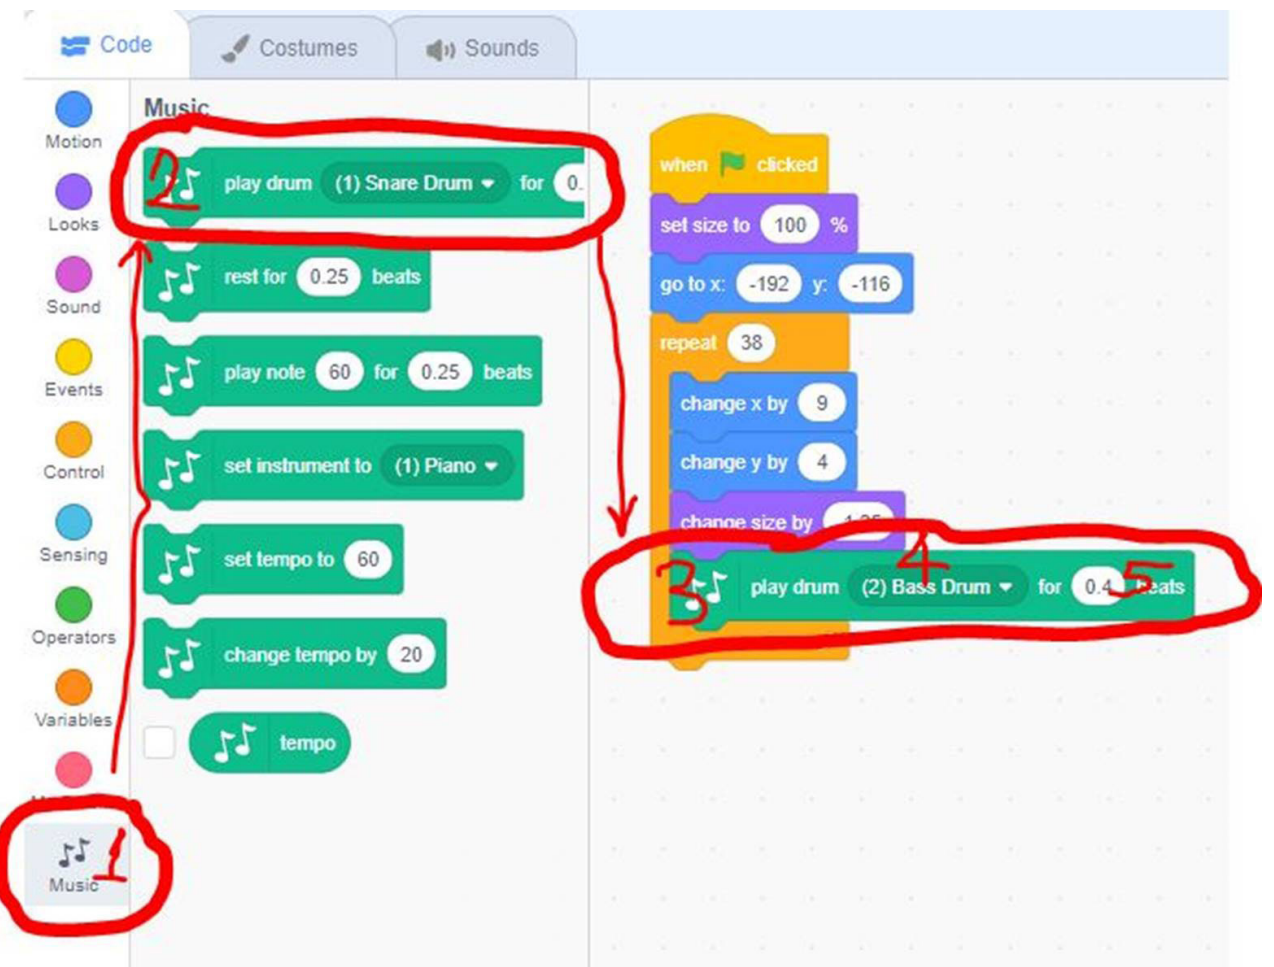 Code
Costumes
Sounds
Motion
Looks
Sound
Events
Control
Sensing
Operators
Variables
Music
1
Music
2 play drum (1) Snare Drum for 0.
rest for 0.25 beats
play note 60 for 0.25 beats
set instrument to (1) Piano
set tempo to 60
change tempo by 20
tempo
when clicked
set size to 100 %
go to x: -192 y: -116
repeat 38
change x by 9
change y by 4
change size by
4
3 play drum (2) Bass Drum for 0.4 5 beats